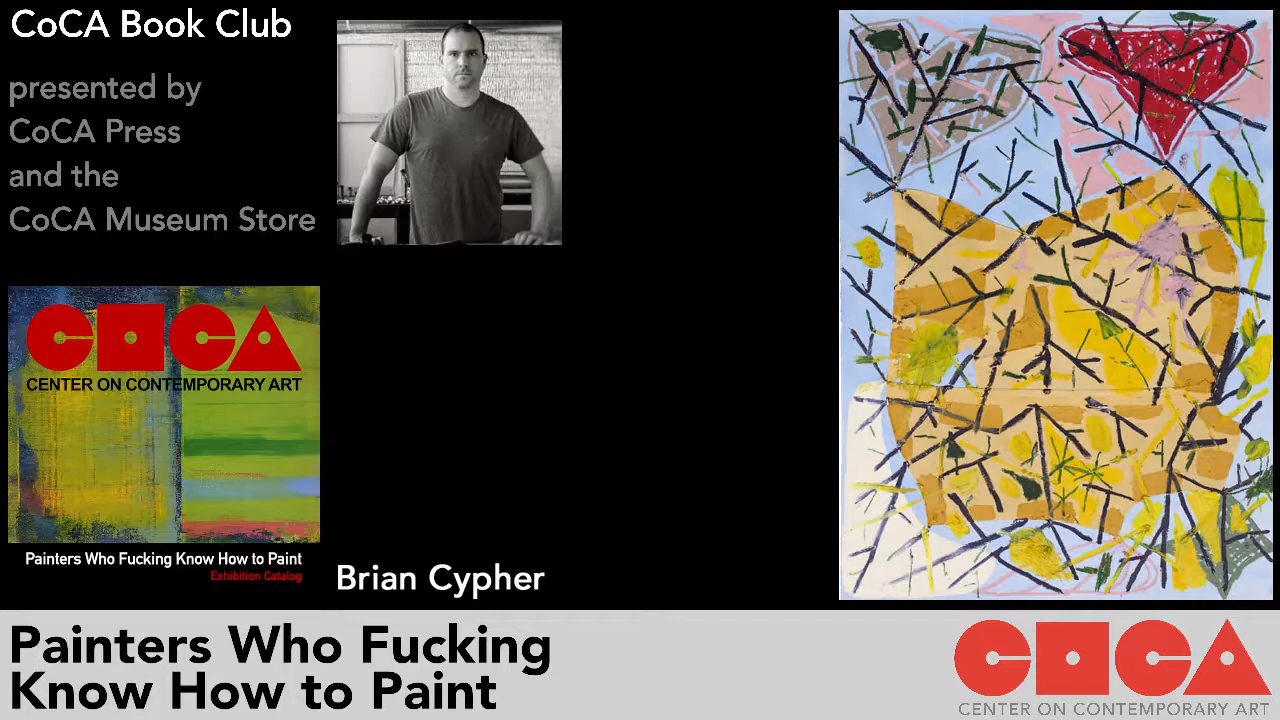 CoCA Book Club
presented by
CoCA Press
and the
CoCA Museum Store
COCA
CENTER ON CONTEMPORARY ART
Painters Who Fucking Know How to Paint
Exhibition Catalog
Brian Cypher
Painters Who Fucking
Know How to Paint
COCA
CENTER ON CONTEMPORARY ART